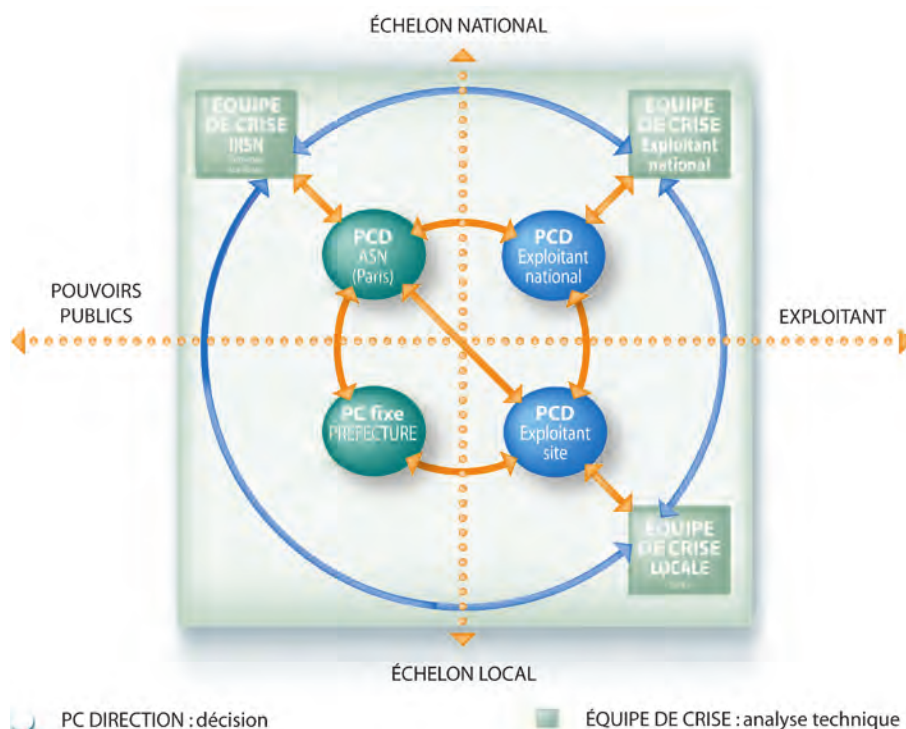 ÉCHELON NATIONAL
ÉQUIPE
DE CRISE
ÉQUIPE
DE CRISE
Exploitant
national
PCD
ASN
(Paris)
PCD
Exploitant
national
POUVOIRS
PUBLICS
EXPLOITANT
PC fixe
PRÉFECTURE
PCD
Exploitant
site
ÉQUIPE
DE CRISE
LOCALE
ÉCHELON LOCAL
PC DIRECTION : décision
ÉQUIPE DE CRISE : analyse technique